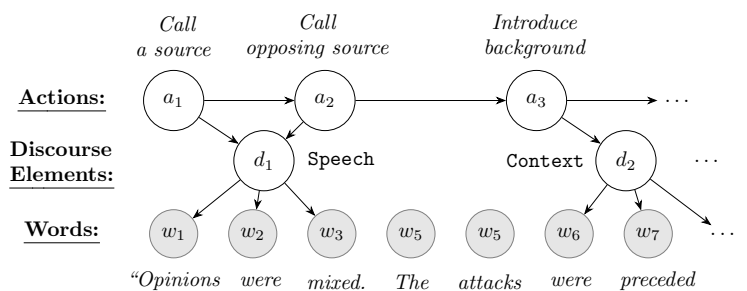 Call Call Introduce
a source opposing source background
Actions: a1 a2 a3 ...
Discourse
Elements: d1 Speech Context d2 ...
Words: w1 w2 w3 w5 w5 w6 w7 ...
“Opinions were mixed. The attacks were preceded